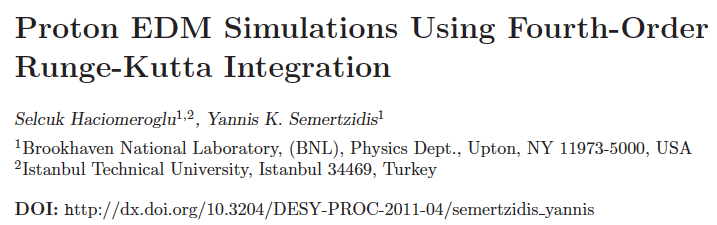 Proton EDM Simulations Using Fourth-Order
Runge-Kutta Integration
Selcuk Haciomeroglu1,2, Yannis K. Semertzidis1
1Brookhaven National Laboratory, (BNL), Physics Dept., Upton, NY 11973-5000, USA
2Istanbul Technical University, Istanbul 34469, Turkey
DOI: http://dx.doi.org/10.3204/DESY-PROC-2011-04/semertzidis_yannis